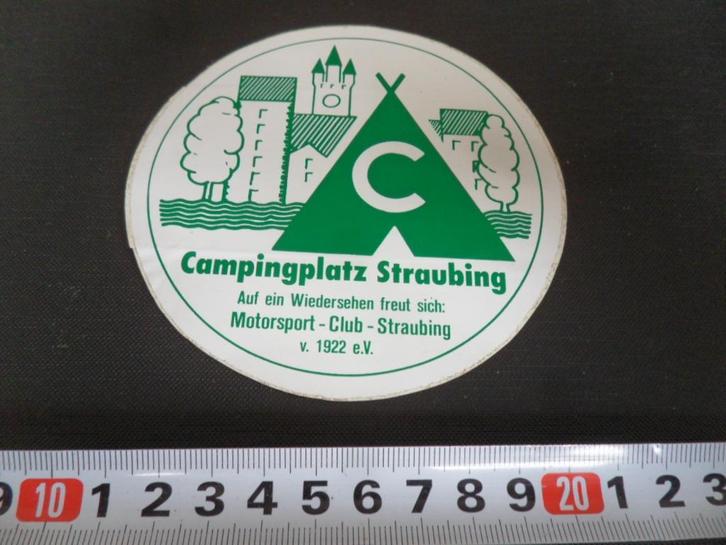 C
Campingplatz Straubing
Auf ein Wiedersehen freut sich:
Motorsport - Club - Straubing
v. 1922 e.V.
9 10 1 2 3 4 5 6 7 8 9 20 1 2 3